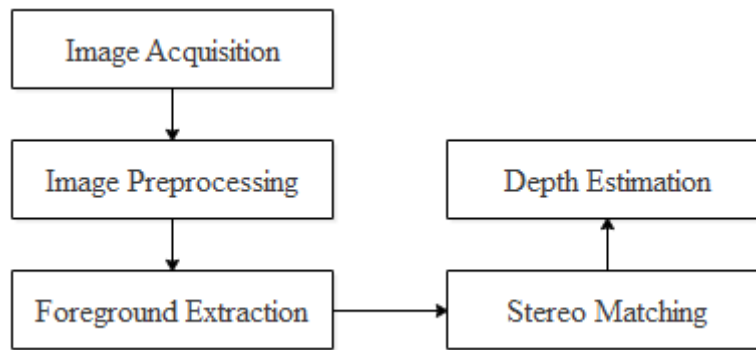 Image Acquisition
Image Preprocessing
Depth Estimation
Foreground Extraction
Stereo Matching